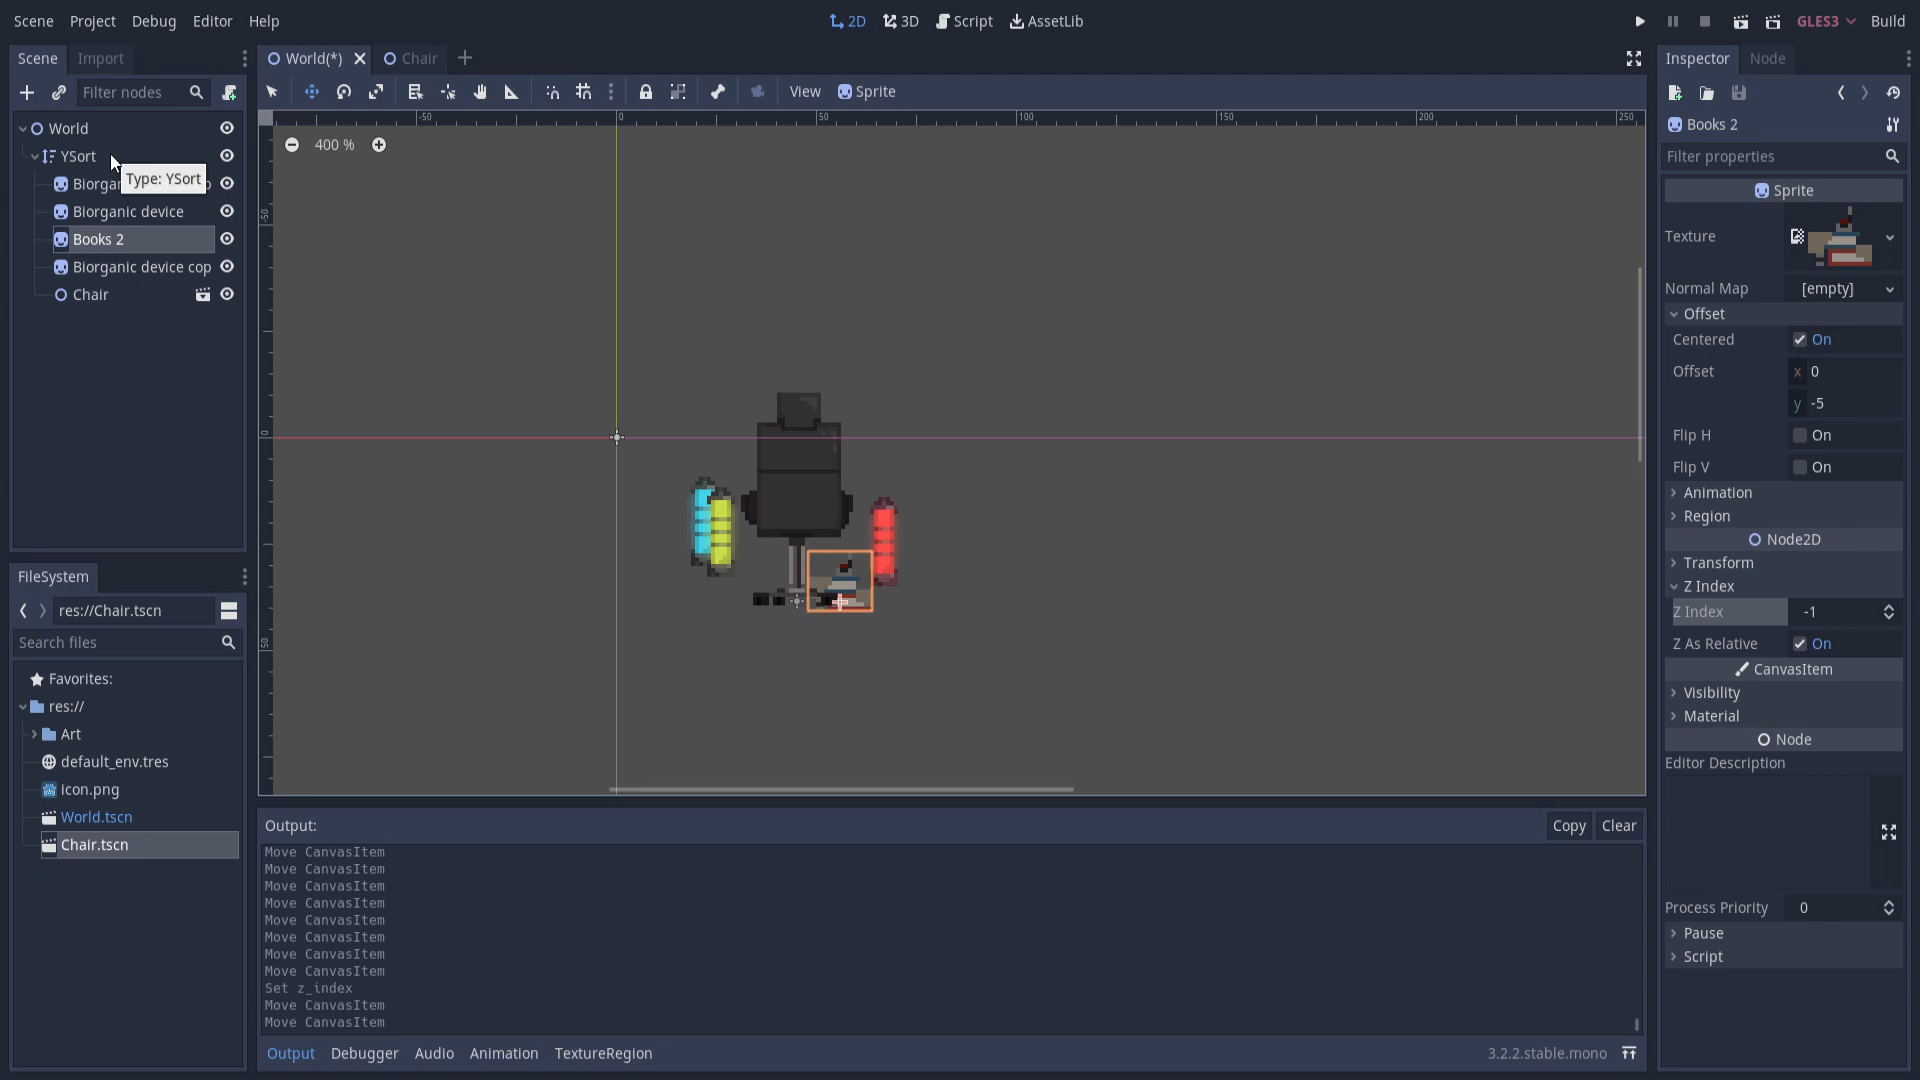 Scene Project Debug Editor Help
2D 3D Script AssetLib
GLES3 Build
Scene Import
Filter nodes
World
YSort
Type: YSort
Biorgan p
Biorganic device
Books 2
Biorganic device cop
Chair
FileSystem
res://Chair.tscn
Search files
Favorites:
res://
Art
default_env.tres
icon.png
World.tscn
Chair.tscn
World(*) Chair
View Sprite
-50 0 50 100 150 200 250
-50
0
50
400 %
Output: Copy Clear
Move CanvasItem
Move CanvasItem
Move CanvasItem
Move CanvasItem
Move CanvasItem
Move CanvasItem
Move CanvasItem
Move CanvasItem
Set z_index
Move CanvasItem
Move CanvasItem
Output Debugger Audio Animation TextureRegion
3.2.2.stable.mono
Inspector Node
Books 2
Filter properties
Sprite
Texture
Normal Map [empty]
Offset
Centered On
Offset x 0
y -5
Flip H On
Flip V On
Animation
Region
Node2D
Transform
Z Index
Z Index -1
Z As Relative On
CanvasItem
Visibility
Material
Node
Editor Description
Process Priority 0
Pause
Script